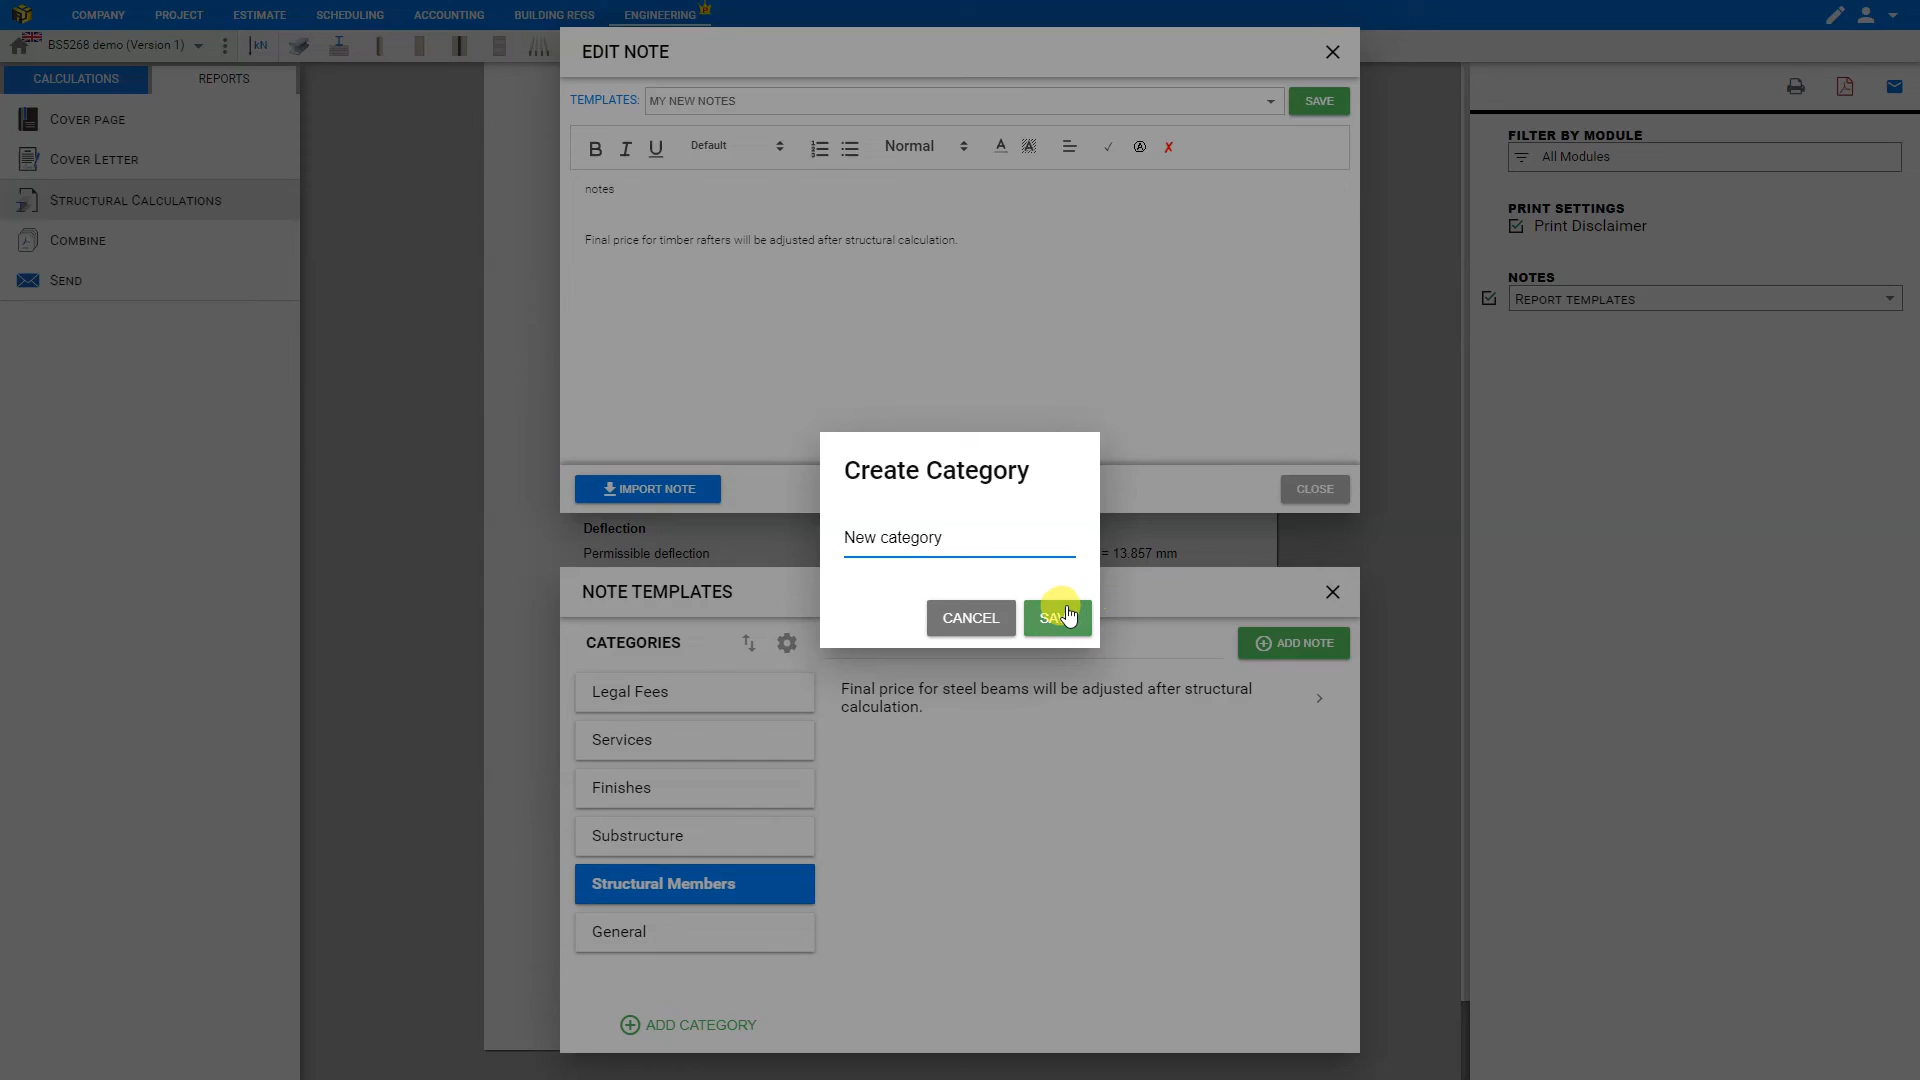 COMPANY PROJECT ESTIMATE SCHEDULING ACCOUNTING BUILDING REGS ENGINEERING
BS5268 demo (Version 1) kN
CALCULATIONS REPORTS
COVER PAGE
COVER LETTER
STRUCTURAL CALCULATIONS
COMBINE
SEND
EDIT NOTE
TEMPLATES: MY NEW NOTES SAVE
B I U Default Normal A A A
notes
Final price for timber rafters will be adjusted after structural calculation.
IMPORT NOTE CLOSE
Deflection
Permissible deflection = 13.857 mm
Create Category
New category
CANCEL
NOTE TEMPLATES
CATEGORIES ADD NOTE
Legal Fees
Services
Finishes
Substructure
Structural Members
General
ADD CATEGORY
Final price for steel beams will be adjusted after structural
calculation.
FILTER BY MODULE
All Modules
PRINT SETTINGS
Print Disclaimer
NOTES
REPORT TEMPLATES